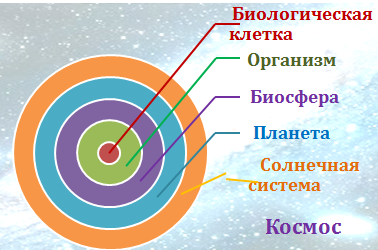 Биологическая
клетка
Организм
Биосфера
Планета
Солнечная
система
Космос